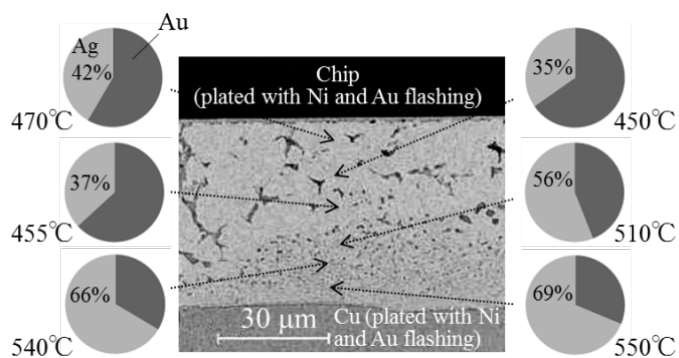 Au
Ag
42%
470℃
Chip
(plated with Ni and Au flashing)
35%
450℃
37%
455℃
56%
510℃
66%
540℃
30 μm
Cu (plated with Ni
and Au flashing)
69%
550℃